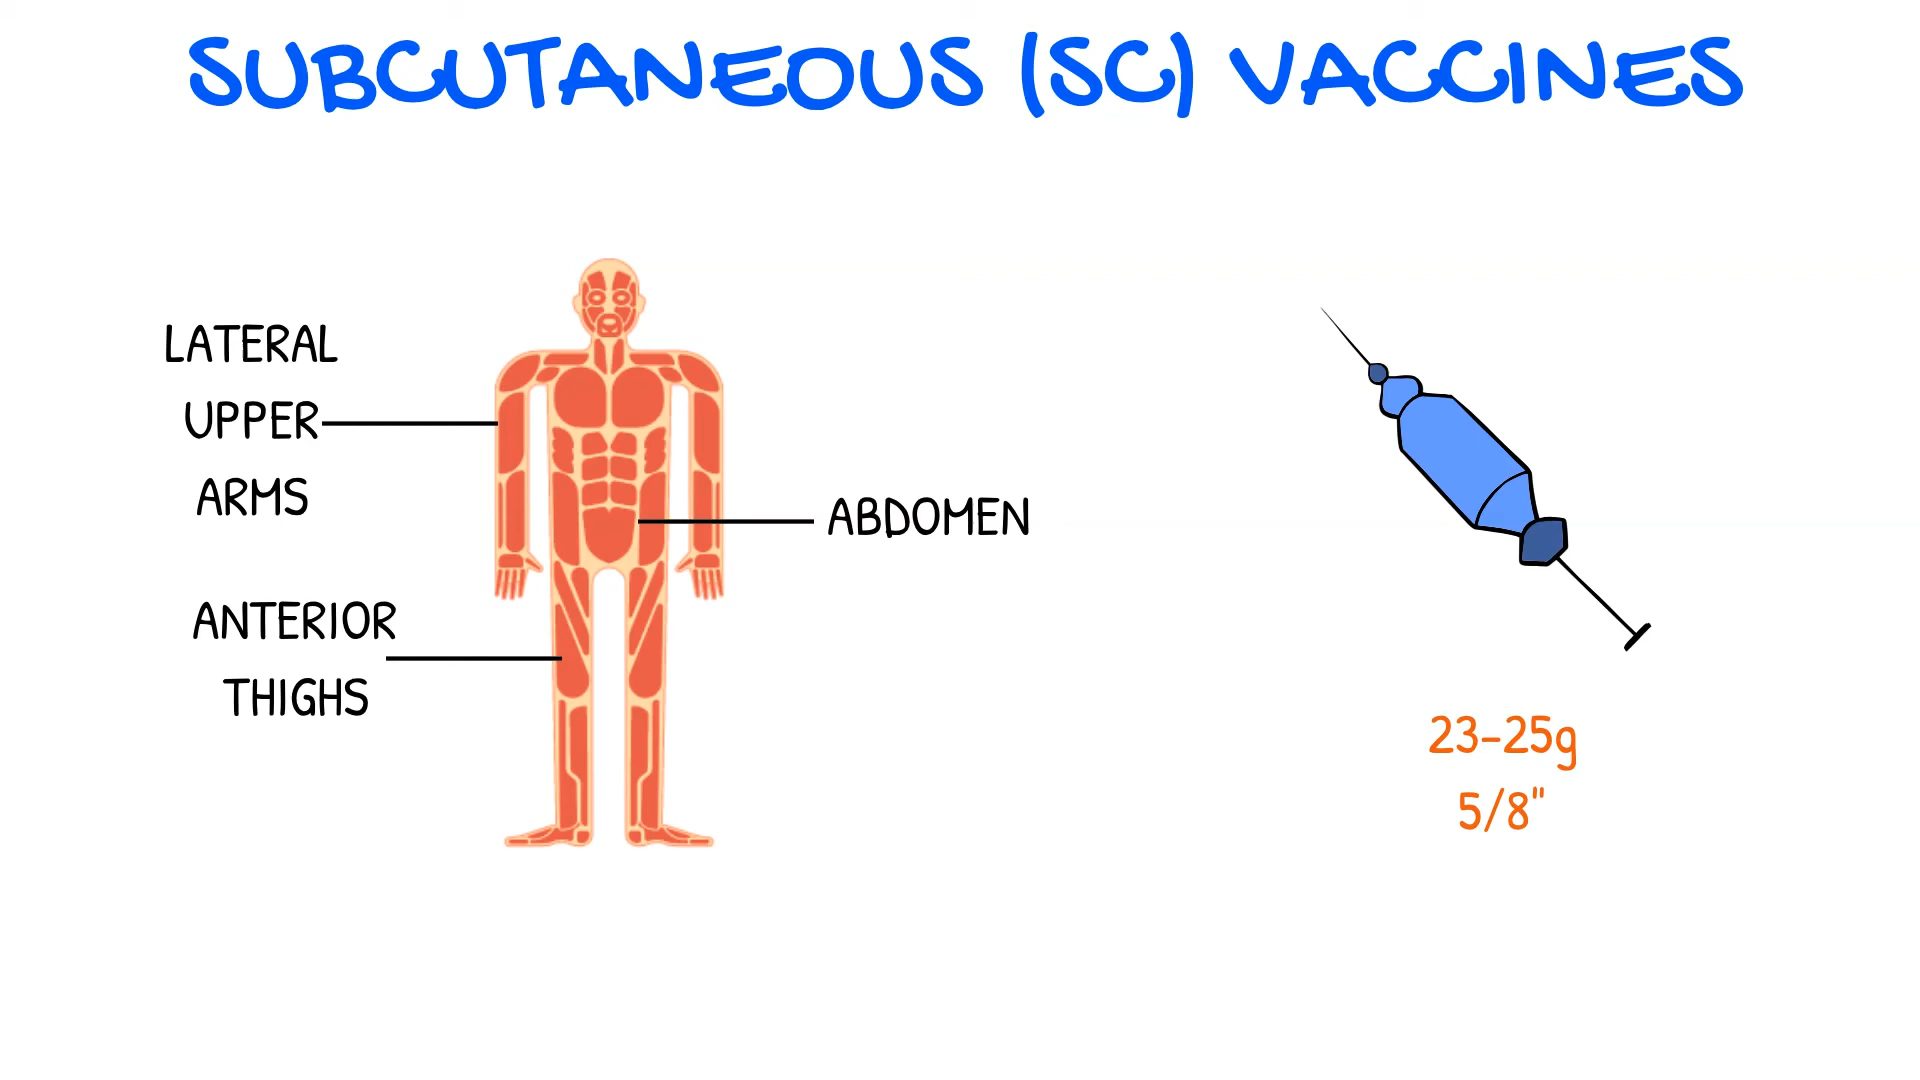 SUBCUTANEOUS (SC) VACCINES
LATERAL
UPPER
ARMS
ABDOMEN
ANTERIOR
THIGHS
23-25g
5/8"